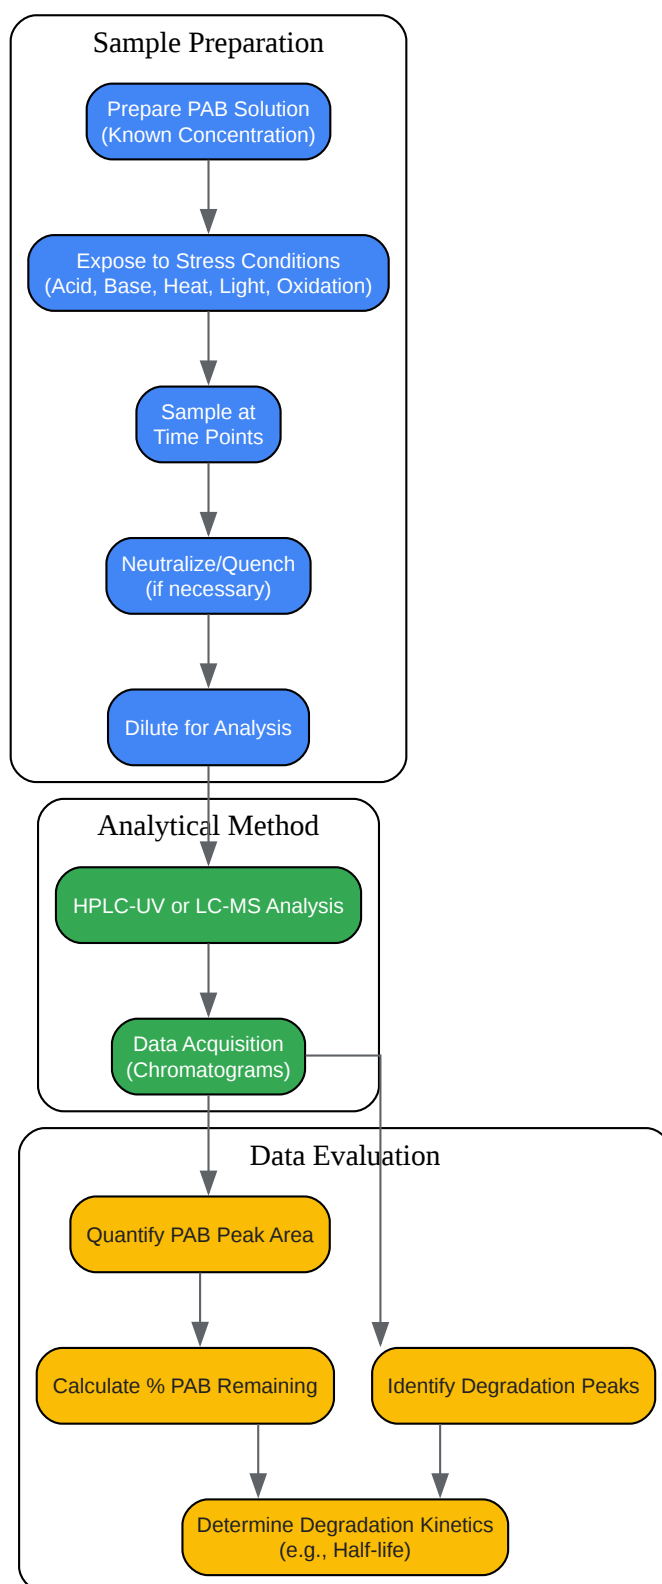 Sample Preparation
Prepare PAB Solution
(Known Concentration)
Expose to Stress Conditions
(Acid, Base, Heat, Light, Oxidation)
Sample at
Time Points
Neutralize/Quench
(if necessary)
Dilute for Analysis
Analytical Method
HPLC-UV or LC-MS Analysis
Data Acquisition
(Chromatograms)
Data Evaluation
Quantify PAB Peak Area
Calculate % PAB Remaining
Identify Degradation Peaks
Determine Degradation Kinetics
(e.g., Half-life)